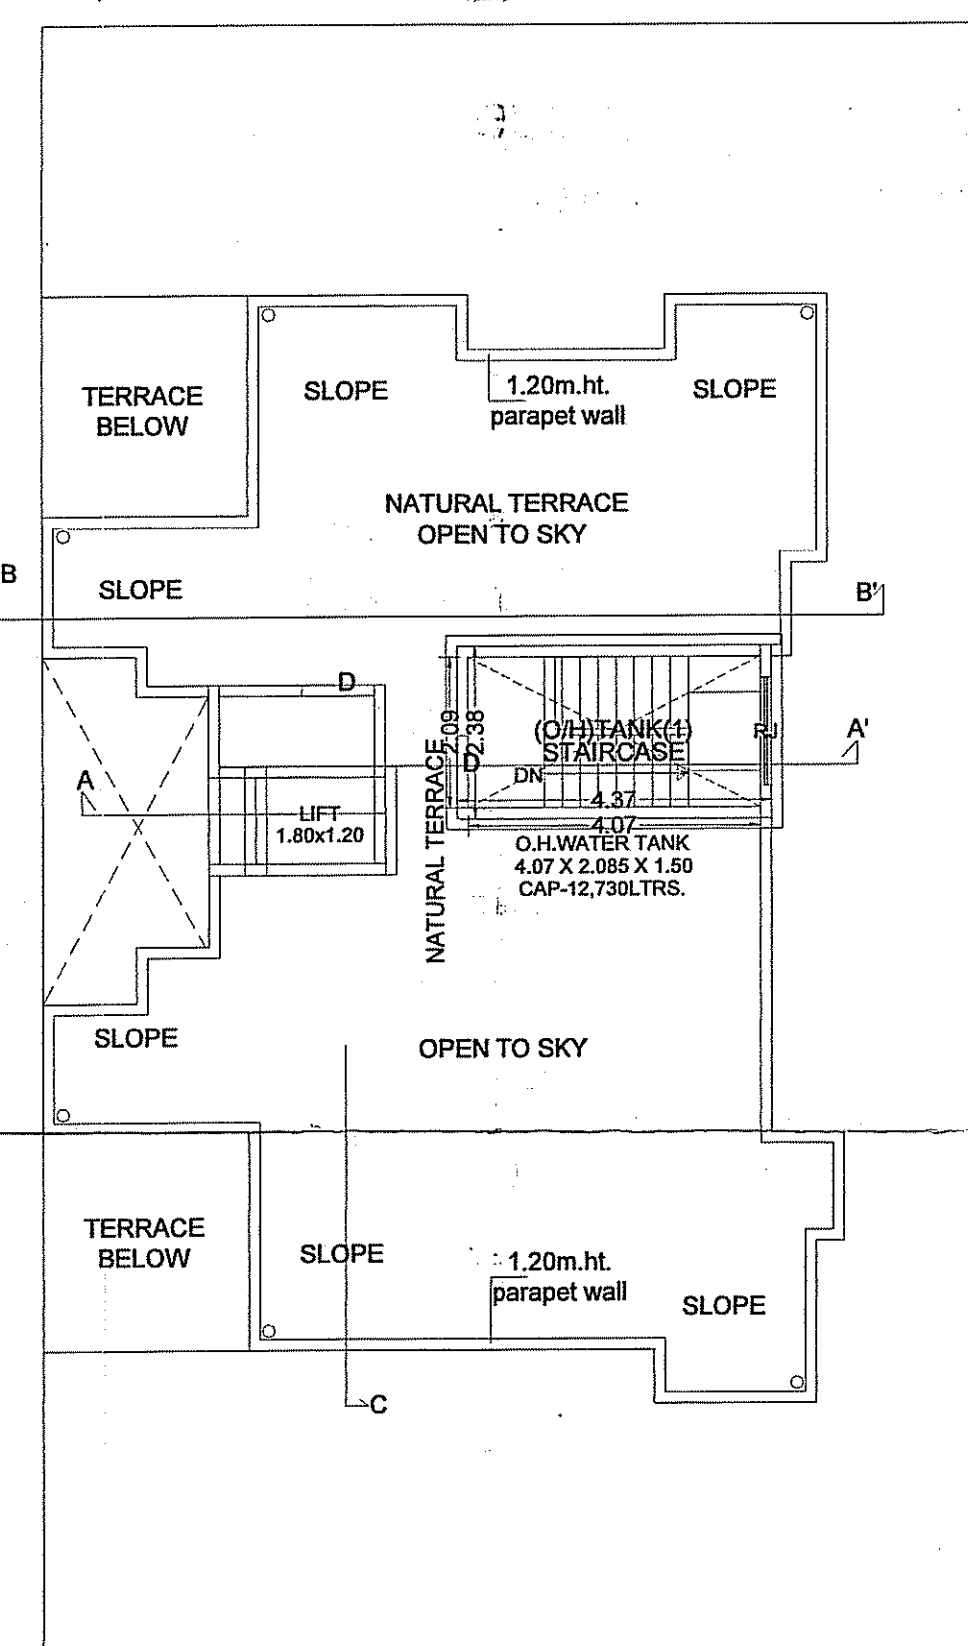 TERRACE
BELOW
SLOPE
1.20m.ht.
parapet wall
SLOPE
NATURAL TERRACE
OPEN TO SKY
B
SLOPE
B'
D
(O/H)TANK(1)
STAIRCASE
RJ
A'
2.09
2.38
D
DN
A
4.37
4.07
LIFT
1.80x1.20
O.H.WATER TANK
4.07 X 2.085 X 1.50
CAP-12,730LTRS.
NATURAL TERRACE
SLOPE
OPEN TO SKY
TERRACE
BELOW
SLOPE
1.20m.ht.
parapet wall
SLOPE
C